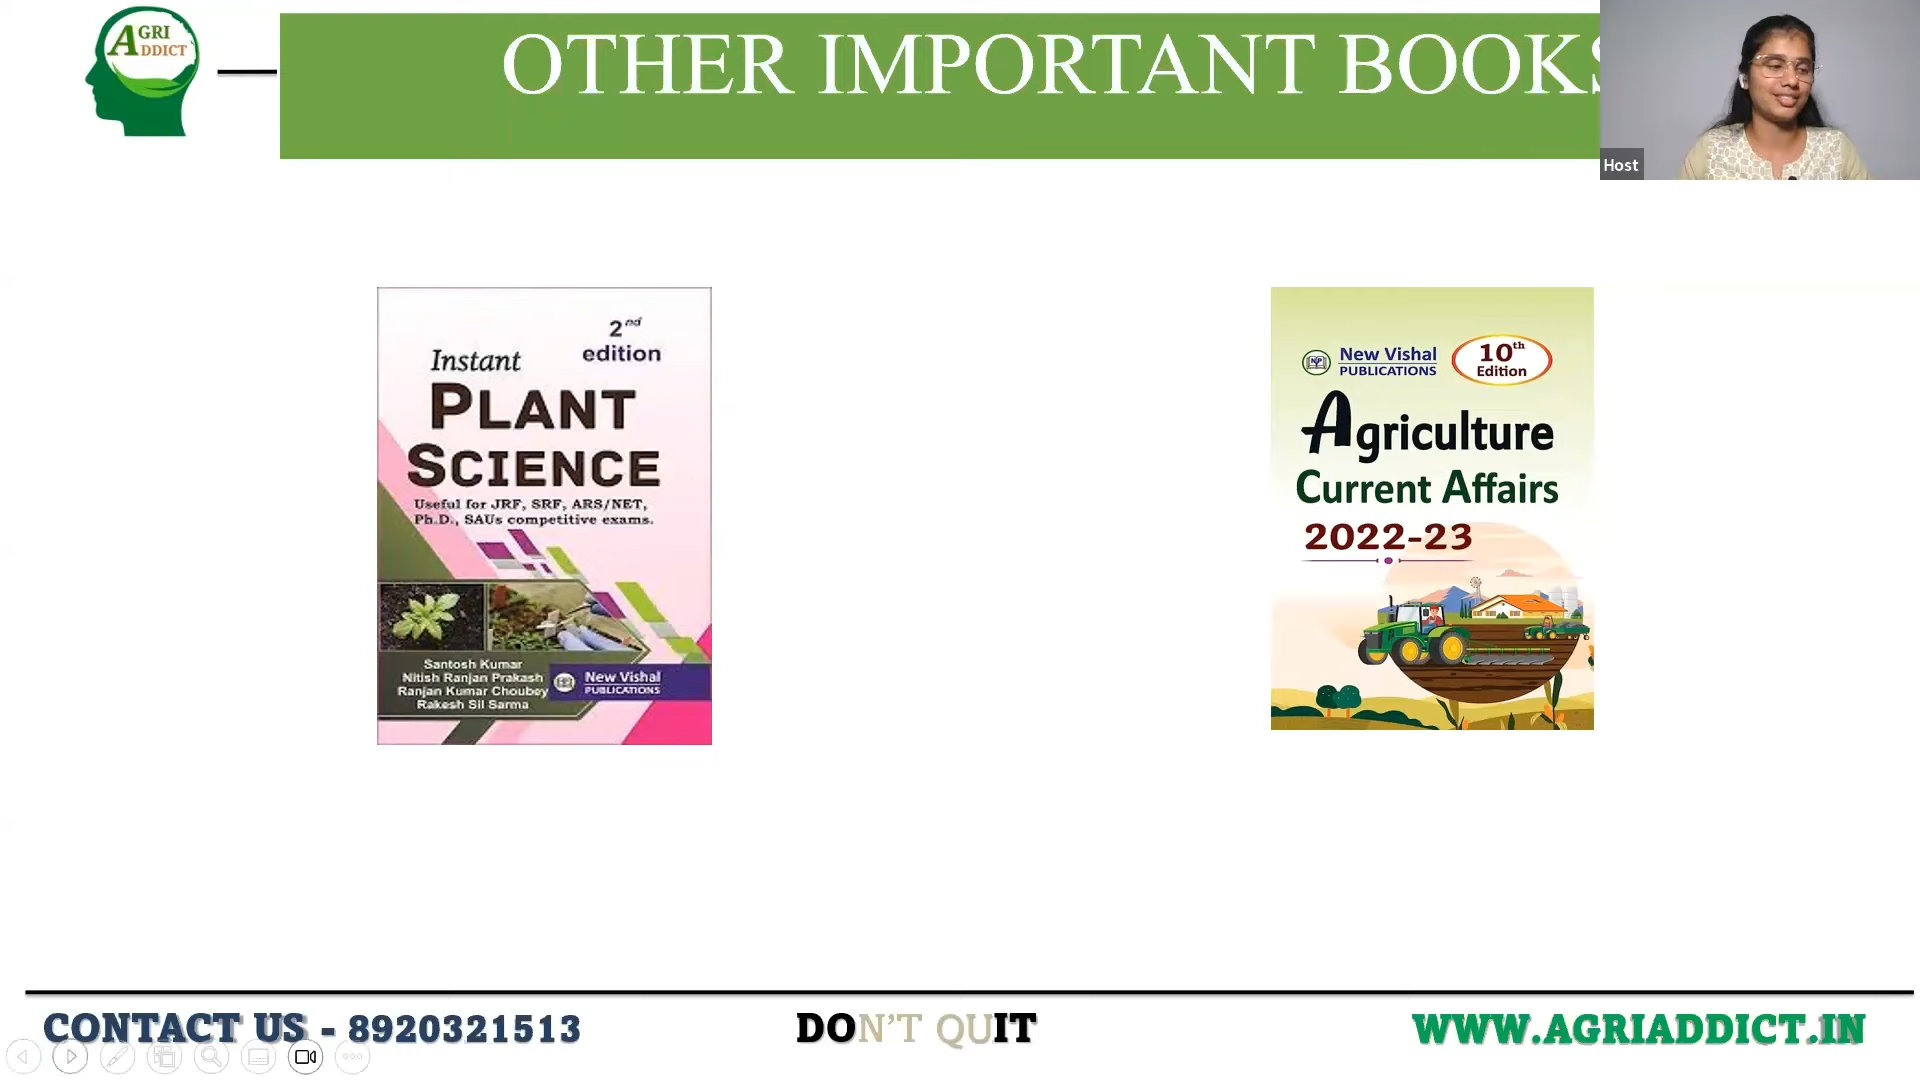 AGRI
ADDICT
OTHER IMPORTANT BOOKS
Host
2nd
edition
Instant
PLANT
SCIENCE
Useful for JRF, SRF, ARS/NET,
Ph.D., SAUs competitive exams.
Santosh Kumar
Nitish Ranjan Prakash
Ranjan Kumar Choubey
Rakesh Sil Sarma
New Vishal
PUBLICATIONS
New Vishal
PUBLICATIONS
10th
Edition
Agriculture
Current Affairs
2022-23
CONTACT US - 8920321513
DON'T QUIT
WWW.AGRIADDICT.IN